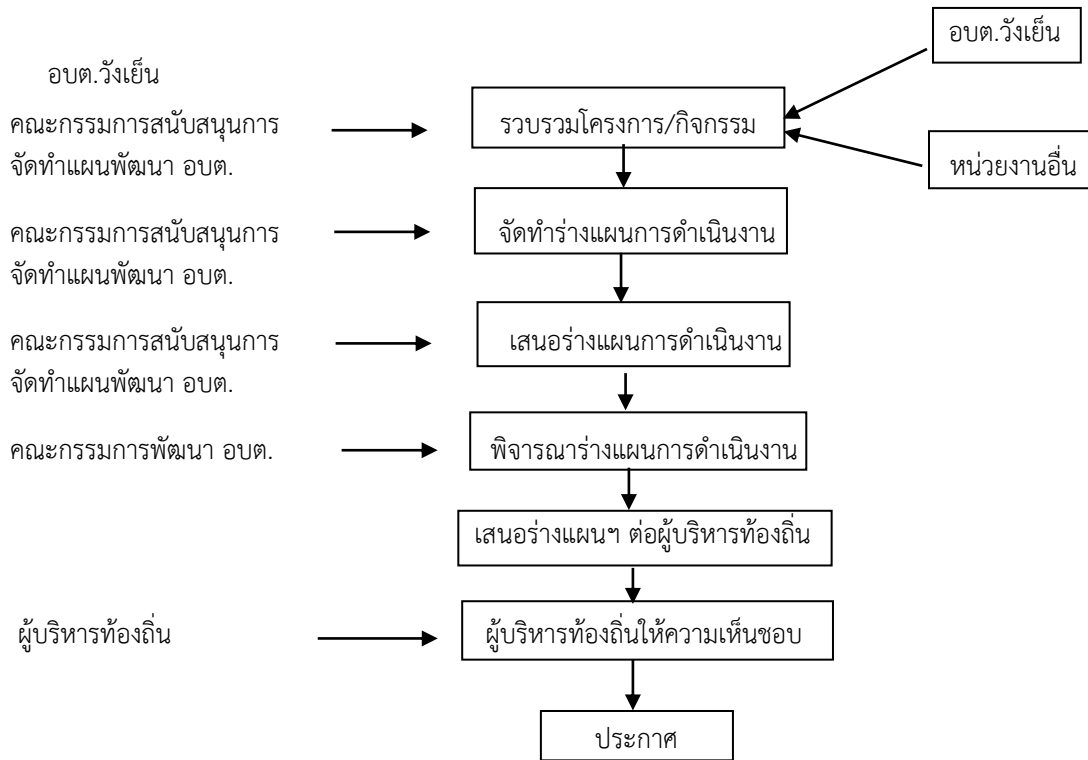 อบต.วังเย็น
อบต.วังเย็น
คณะกรรมการสนับสนุนการ
จัดทำแผนพัฒนา อบต.
รวบรวมโครงการ/กิจกรรม
หน่วยงานอื่น
คณะกรรมการสนับสนุนการ
จัดทำแผนพัฒนา อบต.
จัดทำร่างแผนการดำเนินงาน
คณะกรรมการสนับสนุนการ
จัดทำแผนพัฒนา อบต.
เสนอร่างแผนการดำเนินงาน
คณะกรรมการพัฒนา อบต.
พิจารณาร่างแผนการดำเนินงาน
เสนอร่างแผนฯ ต่อผู้บริหารท้องถิ่น
ผู้บริหารท้องถิ่น
ผู้บริหารท้องถิ่นให้ความเห็นชอบ
ประกาศ